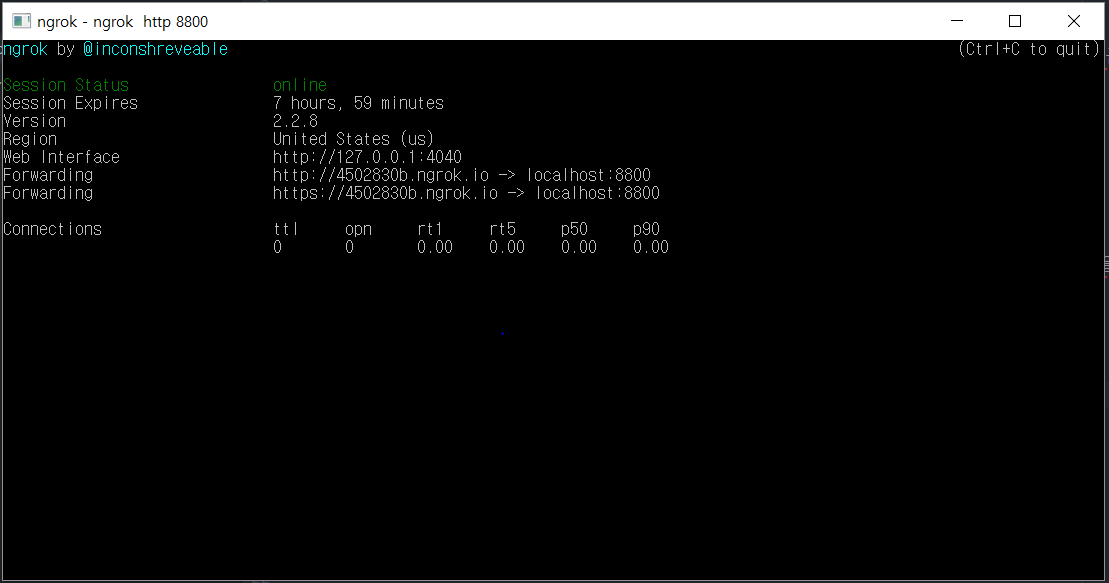 ngrok - ngrok  http 8800
ngrok by @inconshreveable (Ctrl+C to quit)
Session Status online
Session Expires 7 hours, 59 minutes
Version 2.2.8
Region United States (us)
Web Interface http://127.0.0.1:4040
Forwarding http://4502830b.ngrok.io -> localhost:8800
Forwarding https://4502830b.ngrok.io -> localhost:8800
Connections ttl opn rt1 rt5 p50 p90
0 0 0.00 0.00 0.00 0.00